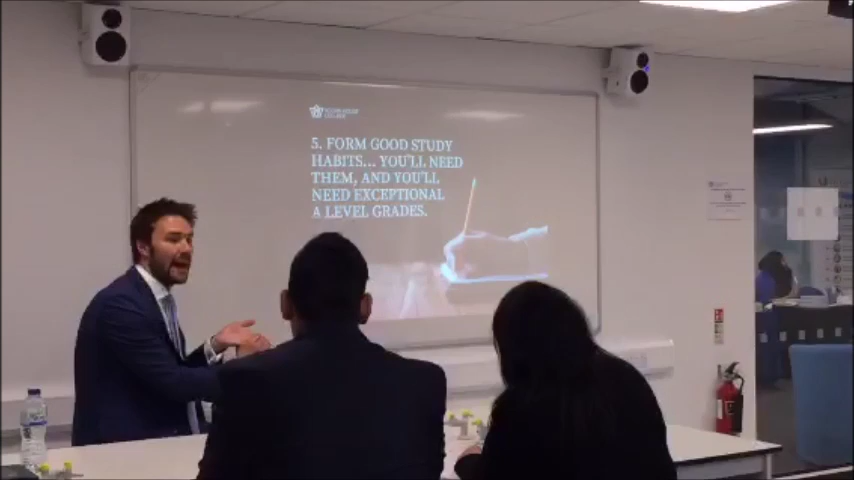 5. FORM GOOD STUDY
HABITS... YOU'LL NEED
THEM, AND YOU'LL
NEED EXCEPTIONAL
A LEVEL GRADES.